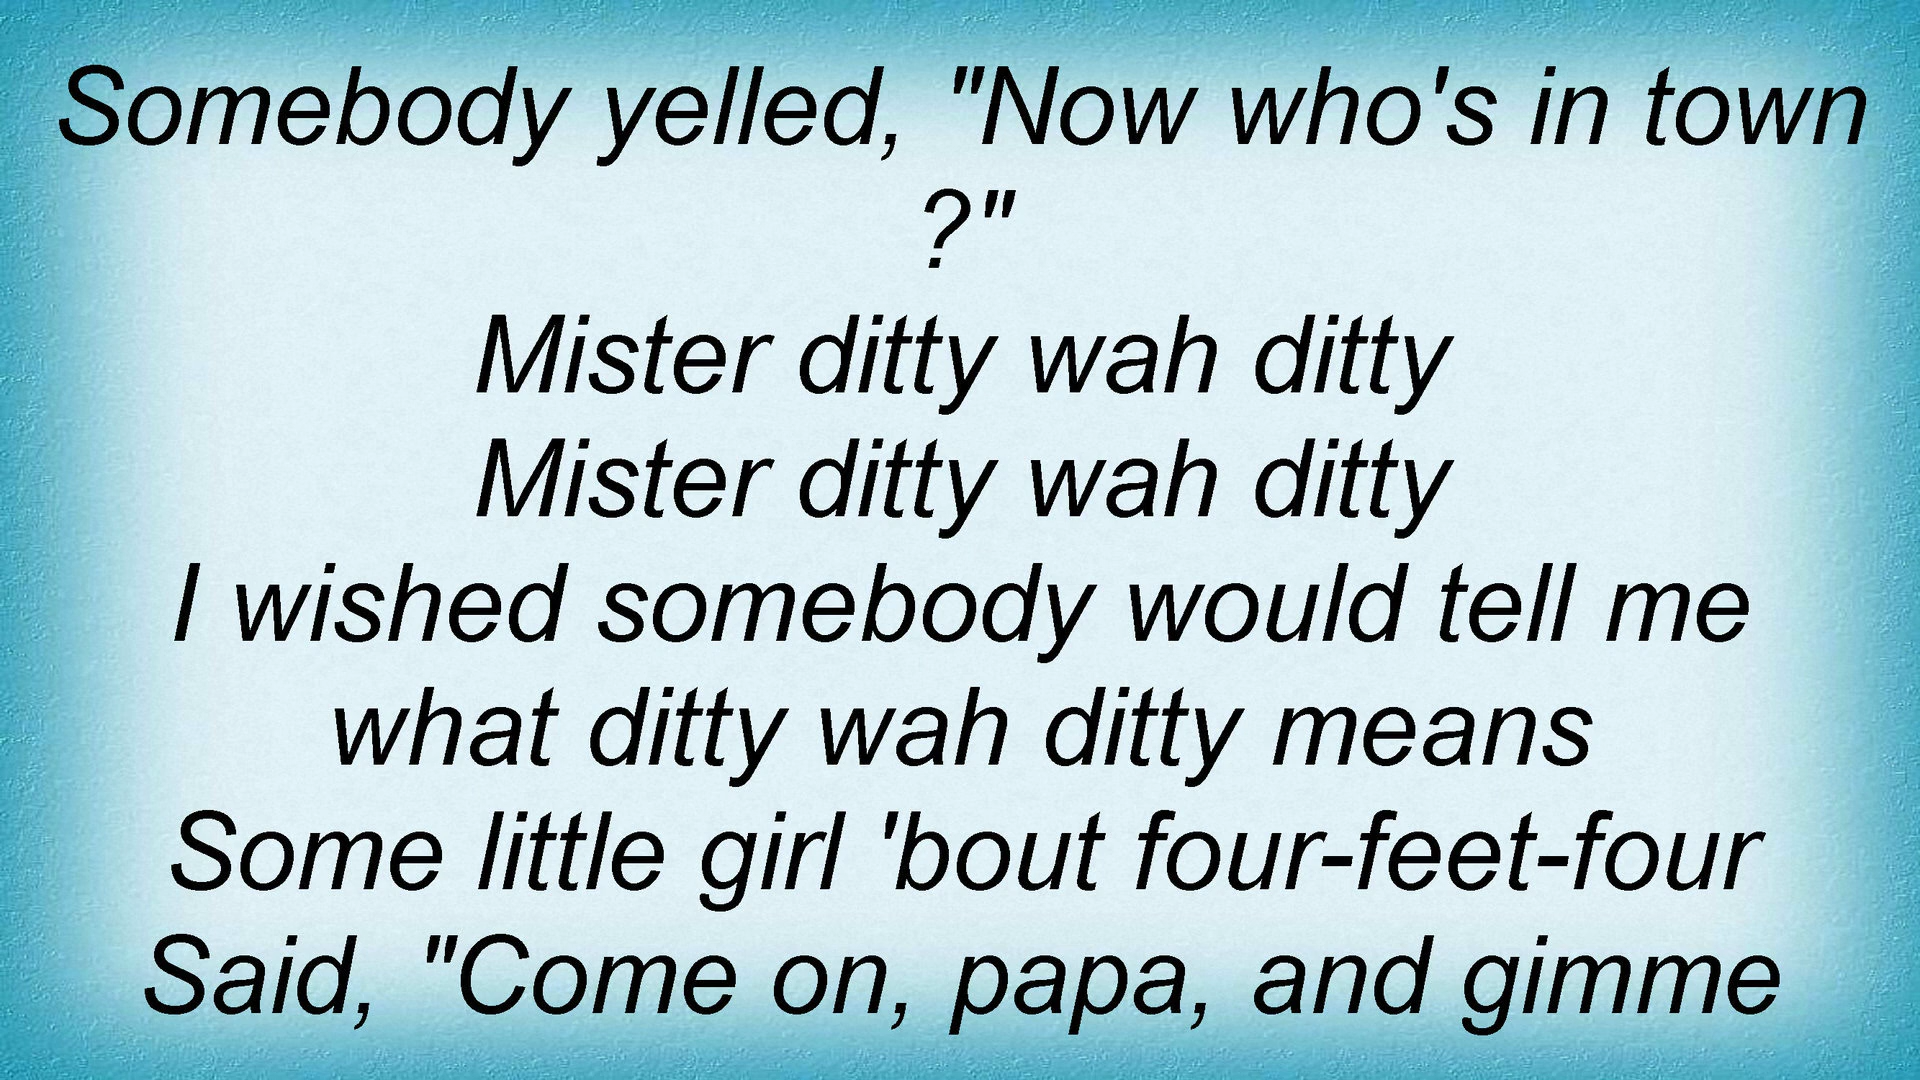 Somebody yelled, "Now who's in town
?"
Mister ditty wah ditty
Mister ditty wah ditty
I wished somebody would tell me
what ditty wah ditty means
Some little girl 'bout four-feet-four
Said, "Come on, papa, and gimme